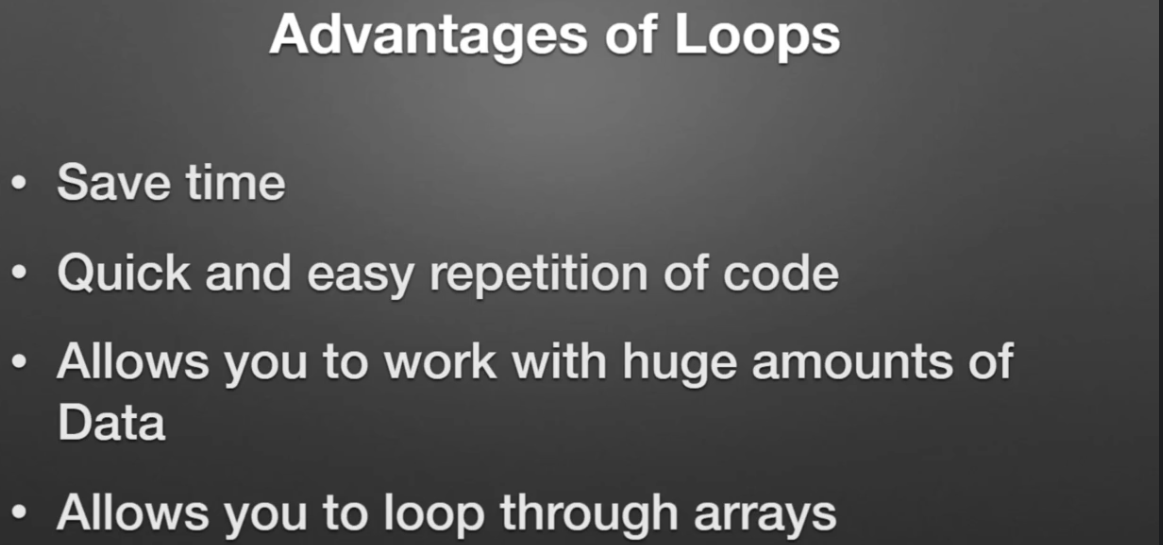 Advantages of Loops
• Save time
• Quick and easy repetition of code
• Allows you to work with huge amounts of
Data
• Allows you to loop through arrays